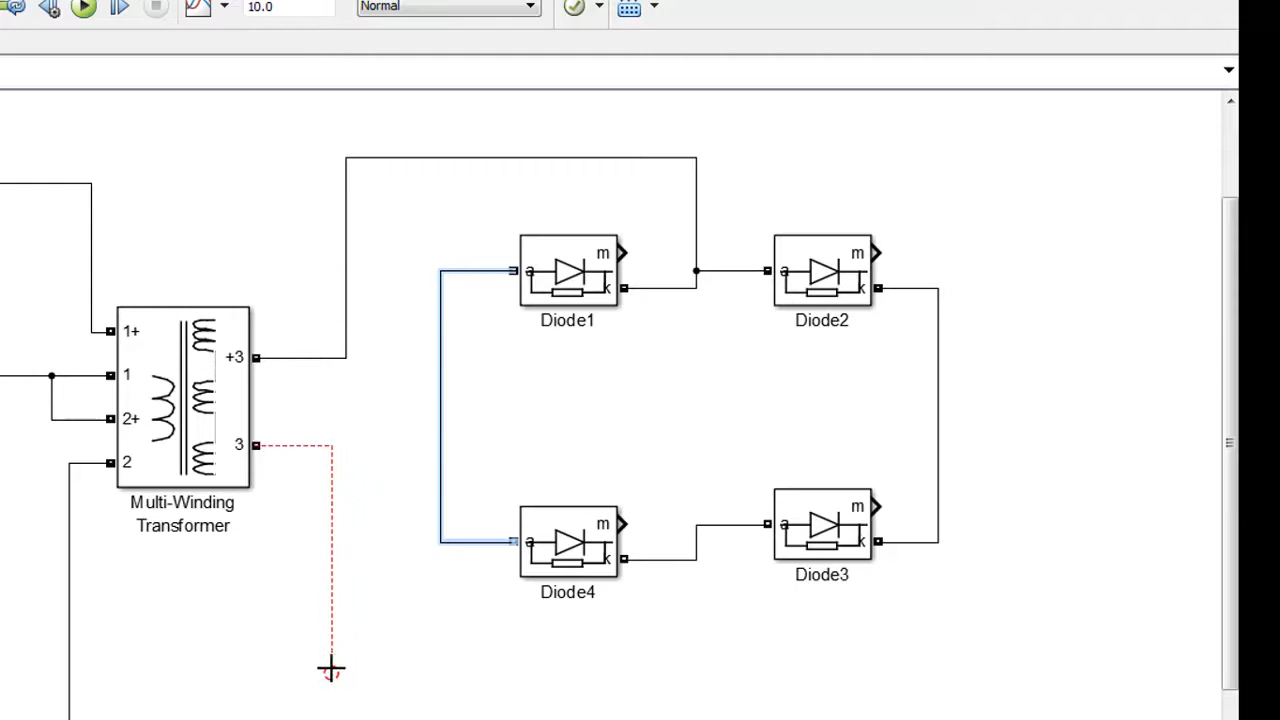 10.0
Normal
m
a
k
Diode1
m
a
k
Diode2
1+
1
2+
2
+3
3
Multi-Winding
Transformer
m
a
k
Diode4
m
a
k
Diode3